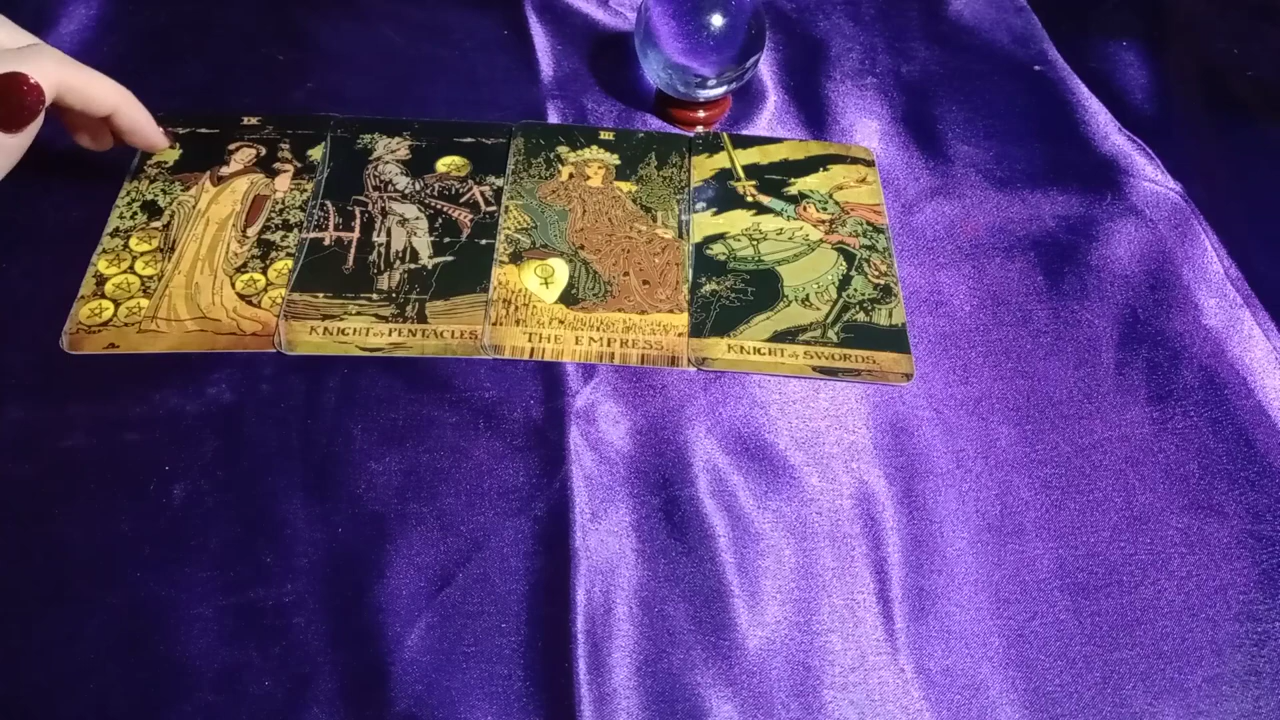 IX
III
KNIGHT of PENTACLES.
THE EMPRESS.
KNIGHT of SWORDS.